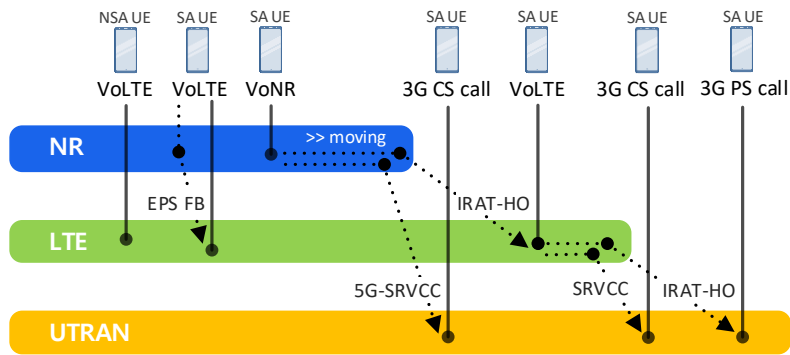 NSA UE SA UE SA UE SA UE SA UE SA UE SA UE
VoLTE VoLTE VoNR 3G CS call VoLTE 3G CS call 3G PS call
NR >> moving
EPS FB IRAT-HO
LTE
5G-SRVCC SRVCC IRAT-HO
UTRAN